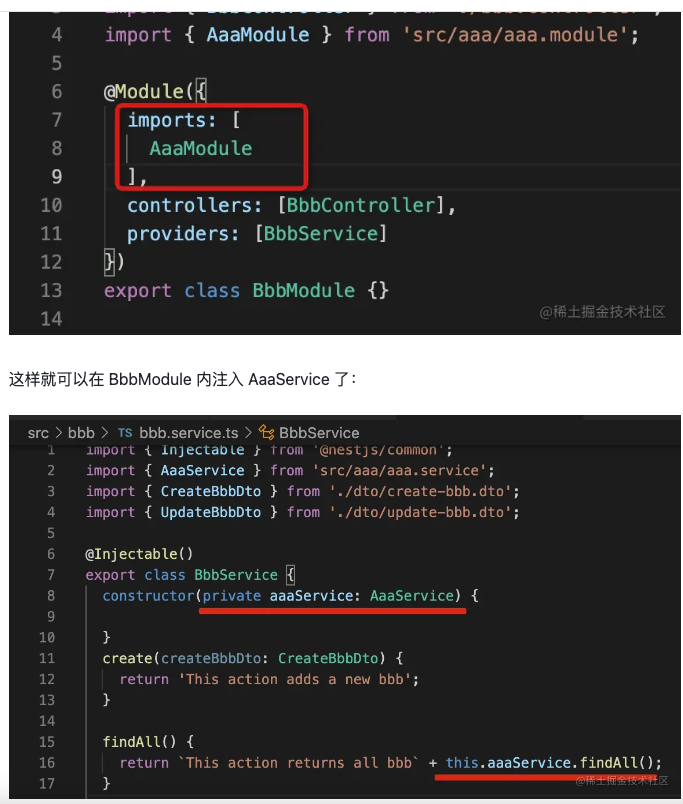 4 import { AaaModule } from 'src/aaa/aaa.module';
5
6 @Module({
7 imports: [
8 AaaModule
9 ],
10 controllers: [BbbController],
11 providers: [BbbService]
12 })
13 export class BbbModule {}
14
@稀土掘金技术社区
这样就可以在 BbbModule 内注入 AaaService 了：
src > bbb > TS bbb.service.ts > BbbService
1 import { Injectable } from '@nestjs/common';
2 import { AaaService } from 'src/aaa/aaa.service';
3 import { CreateBbbDto } from './dto/create-bbb.dto';
4 import { UpdateBbbDto } from './dto/update-bbb.dto';
5
6 @Injectable()
7 export class BbbService {
8 constructor(private aaaService: AaaService) {
9
10 }
11 create(createBbbDto: CreateBbbDto) {
12 return 'This action adds a new bbb';
13 }
14
15 findAll() {
16 return `This action returns all bbb` + this.aaaService.findAll();
17 }
@稀土掘金技术社区